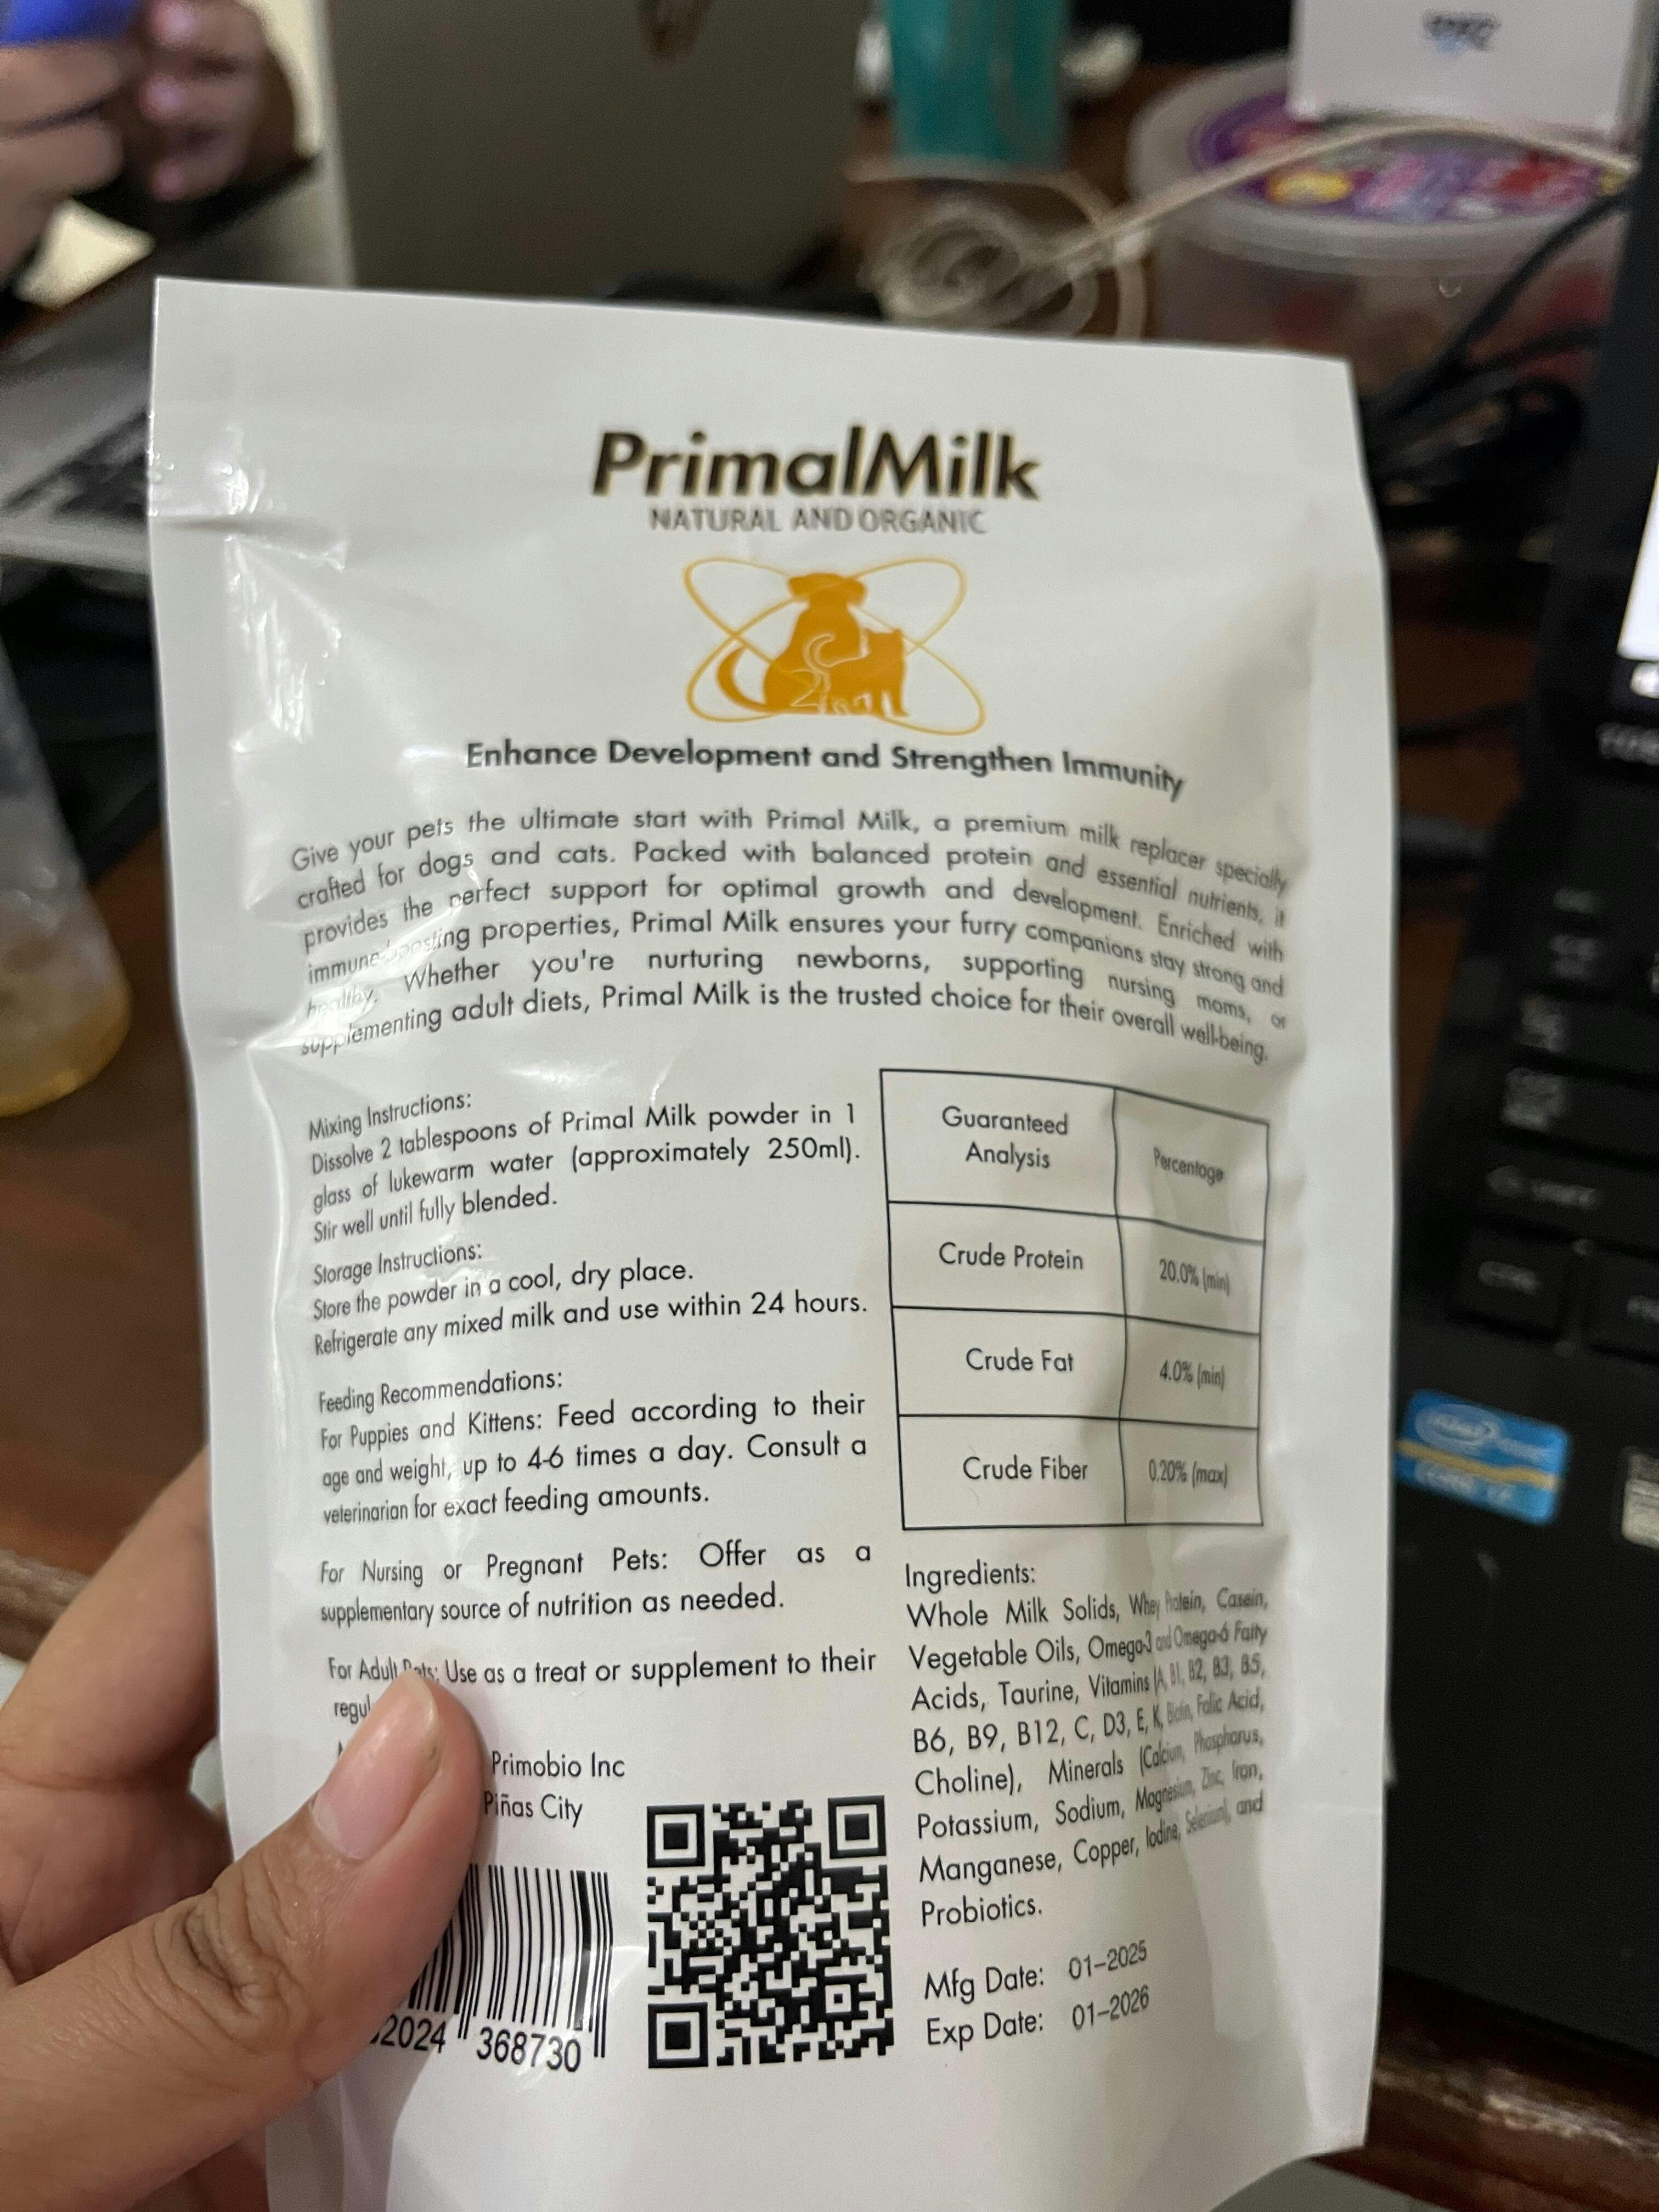 PrimalMilk
NATURAL AND ORGANIC
2in1
Enhance Development and Strengthen Immunity
Give your pets the ultimate start with Primal Milk, a premium milk replacer specially
crafted for dogs and cats. Packed with balanced protein and essential nutrients, it
provides the perfect support for optimal growth and development. Enriched with
immune-boosting properties, Primal Milk ensures your furry companions stay strong and
healthy. Whether you're nurturing newborns, supporting nursing moms, or
supplementing adult diets, Primal Milk is the trusted choice for their overall well-being.
Mixing Instructions:
Dissolve 2 tablespoons of Primal Milk powder in 1
glass of lukewarm water (approximately 250ml).
Stir well until fully blended.
Storage Instructions:
Store the powder in a cool, dry place.
Refrigerate any mixed milk and use within 24 hours.
Feeding Recommendations:
For Puppies and Kittens: Feed according to their
age and weight, up to 4-6 times a day. Consult a
veterinarian for exact feeding amounts.
For Nursing or Pregnant Pets: Offer as a
supplementary source of nutrition as needed.
For Adult Pets: Use as a treat or supplement to their
Primobio Inc
Piñas City
2024 368730
Guaranteed Analysis Percentage
Crude Protein 20.0% (min)
Crude Fat 4.0% (min)
Crude Fiber 0.20% (max)
Ingredients:
Whole Milk Solids, Whey Protein, Casein,
Vegetable Oils, Omega-3 and Omega-6 Fatty
Acids, Taurine, Vitamins (A, B1, B2, B3, B5,
B6, B9, B12, C, D3, E, K, Biotin, Folic Acid,
Choline), Minerals (Calcium, Phosphorus,
Potassium, Sodium, Magnesium, Zinc, Iron,
Manganese, Copper, Iodine, Selenium), and
Probiotics.
Mfg Date: 01-2025
Exp Date: 01-2026